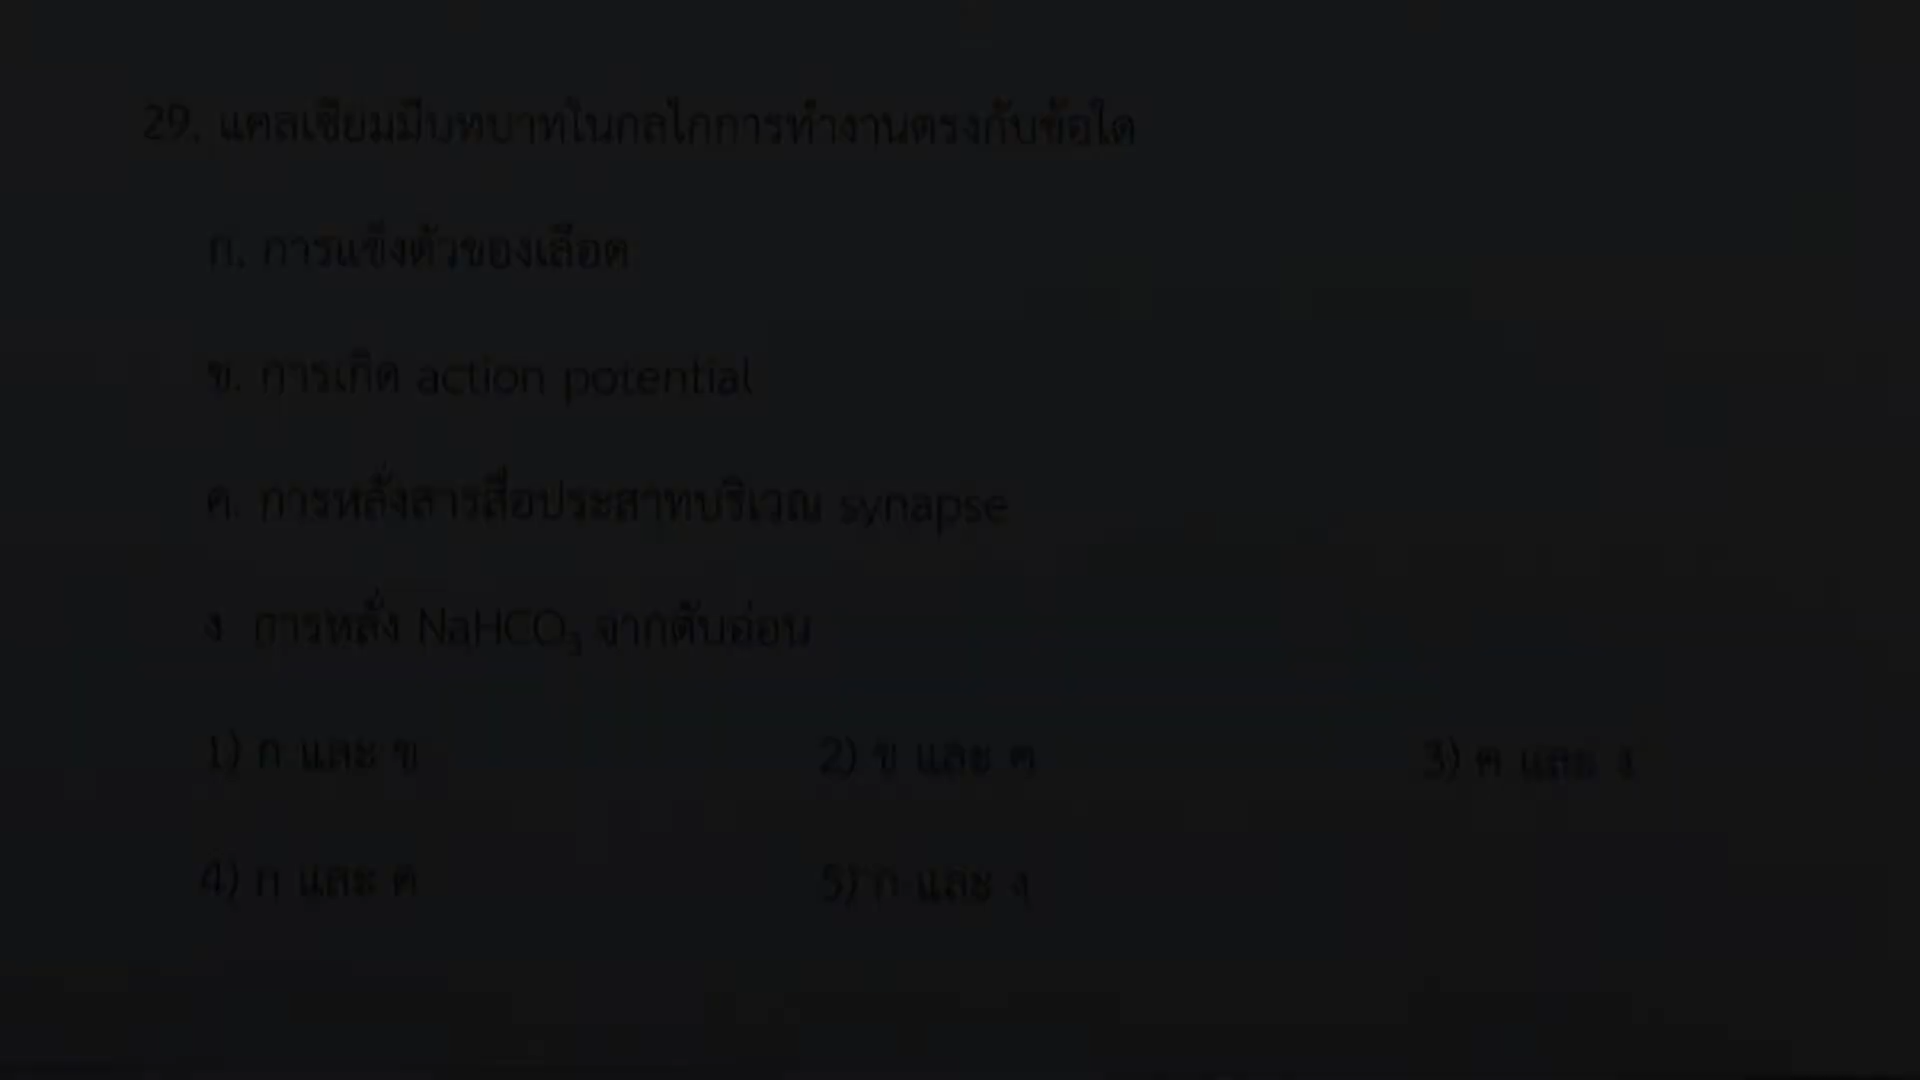 29. แคลเซียมมีบทบาทในกลไกการทำงานตรงกับข้อใด
ก. การแข็งตัวของเลือด
ข. การเกิด action potential
ค. การหลั่งสารสื่อประสาทบริเวณ synapse
ง การหลั่ง NaHCO₃ จากตับอ่อน
1) ก และ ข 2) ข และ ค 3) ค และ ง
4) ก และ ค 5) ก และ ง